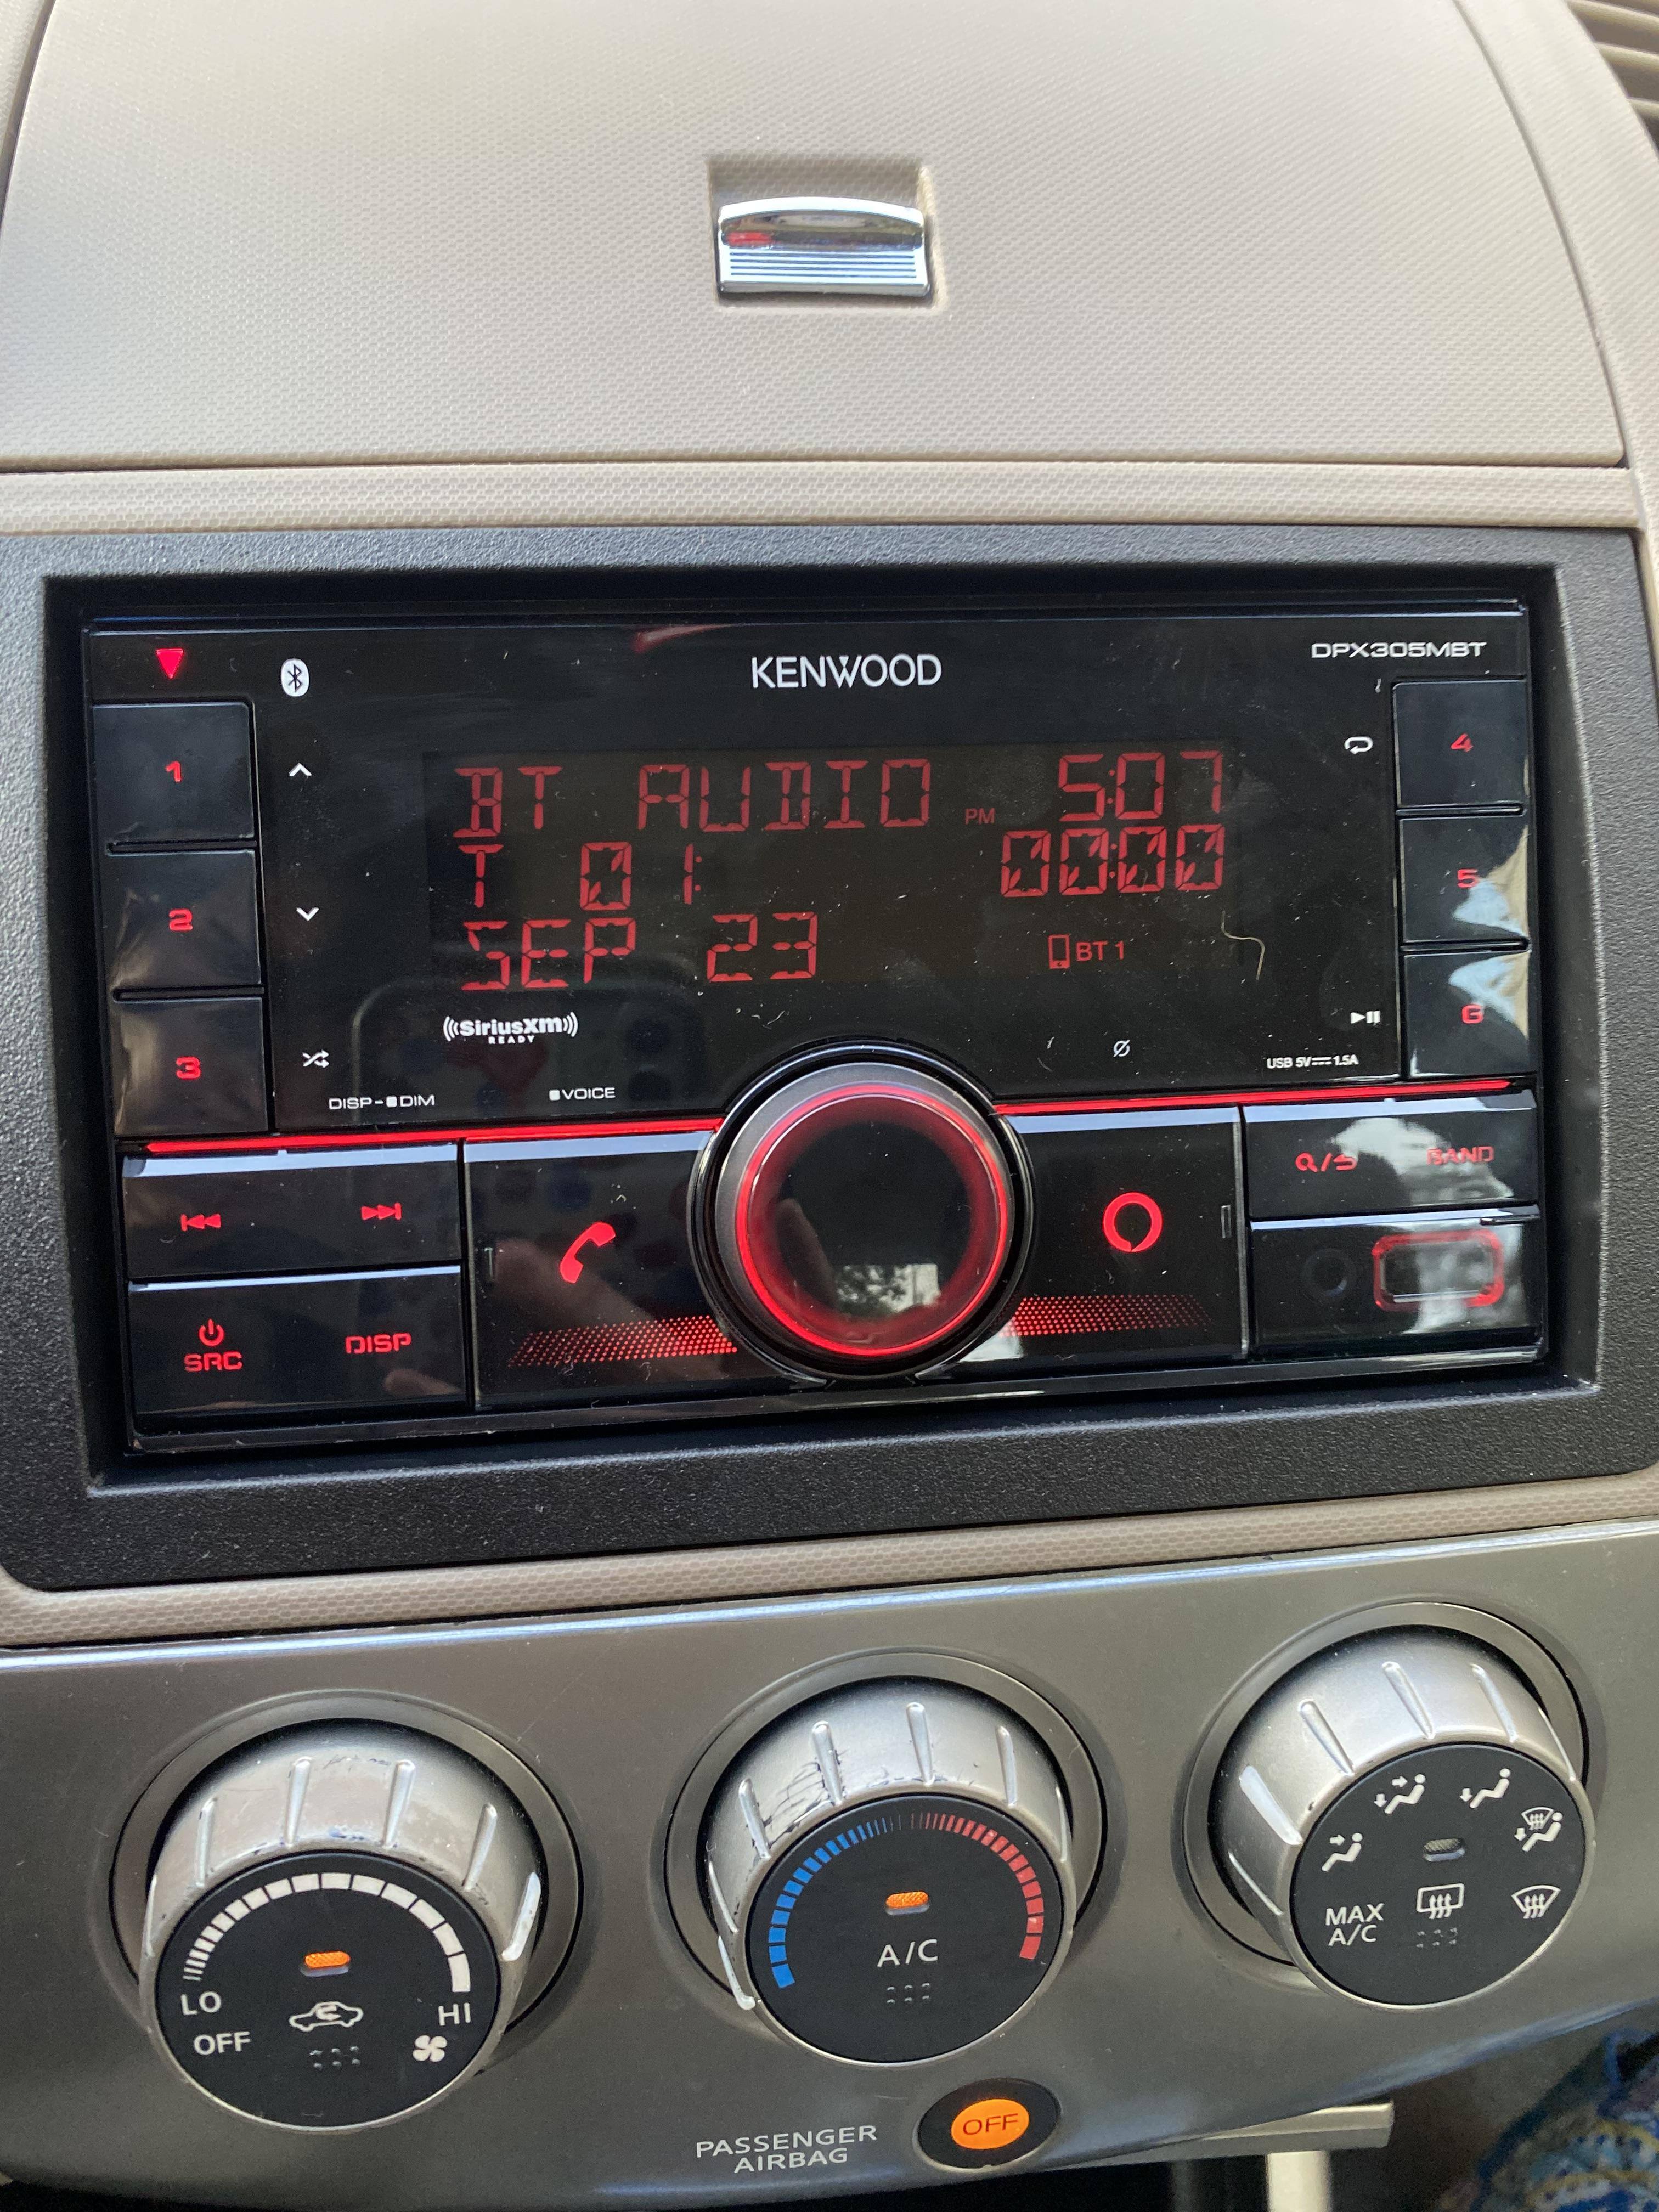 KENWOOD
DPX305MBT
1
4
BT AUDIO PM 5:07
T 01: 00:00
2
5
SEP 23 BT 1
3
6
((SiriusXM))
READY
USB 5V 1.5A
DISP - DIM
VOICE
BAND
SRC
DISP
LO
OFF
HI
A/C
MAX
A/C
PASSENGER
AIRBAG
OFF